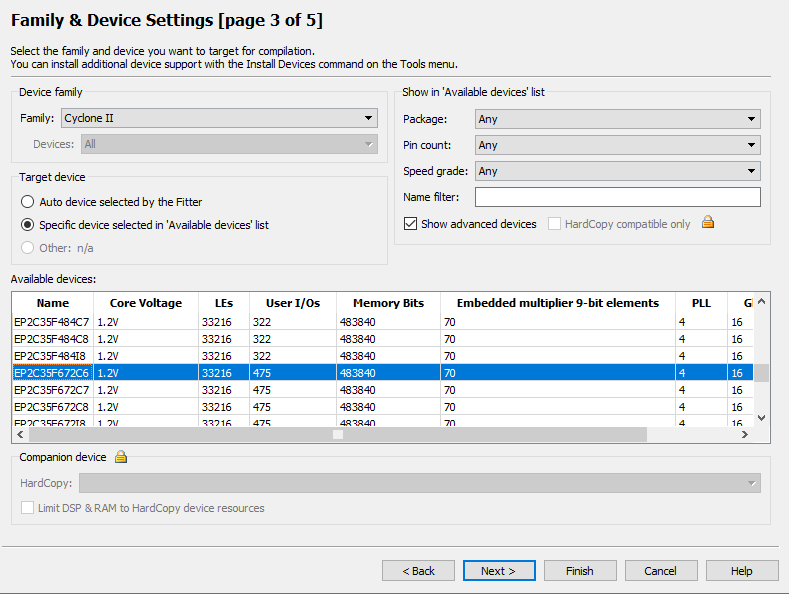 Family & Device Settings [page 3 of 5]
Select the family and device you want to target for compilation.
You can install additional device support with the Install Devices command on the Tools menu.
Device family
Family: Cyclone II
Devices: All
Target device
Auto device selected by the Fitter
Specific device selected in 'Available devices' list
Other: n/a
Show in 'Available devices' list
Package: Any
Pin count: Any
Speed grade: Any
Name filter:
Show advanced devices HardCopy compatible only
Available devices:
Name Core Voltage LEs User I/Os Memory Bits Embedded multiplier 9-bit elements PLL Gl
EP2C35F484C7 1.2V 33216 322 483840 70 4 16
EP2C35F484C8 1.2V 33216 322 483840 70 4 16
EP2C35F484I8 1.2V 33216 322 483840 70 4 16
EP2C35F672C6 1.2V 33216 475 483840 70 4 16
EP2C35F672C7 1.2V 33216 475 483840 70 4 16
EP2C35F672C8 1.2V 33216 475 483840 70 4 16
EP2C35F672I8 1.2V 33216 475 483840 70 4 16
Companion device
HardCopy:
Limit DSP & RAM to HardCopy device resources
< Back Next > Finish Cancel Help